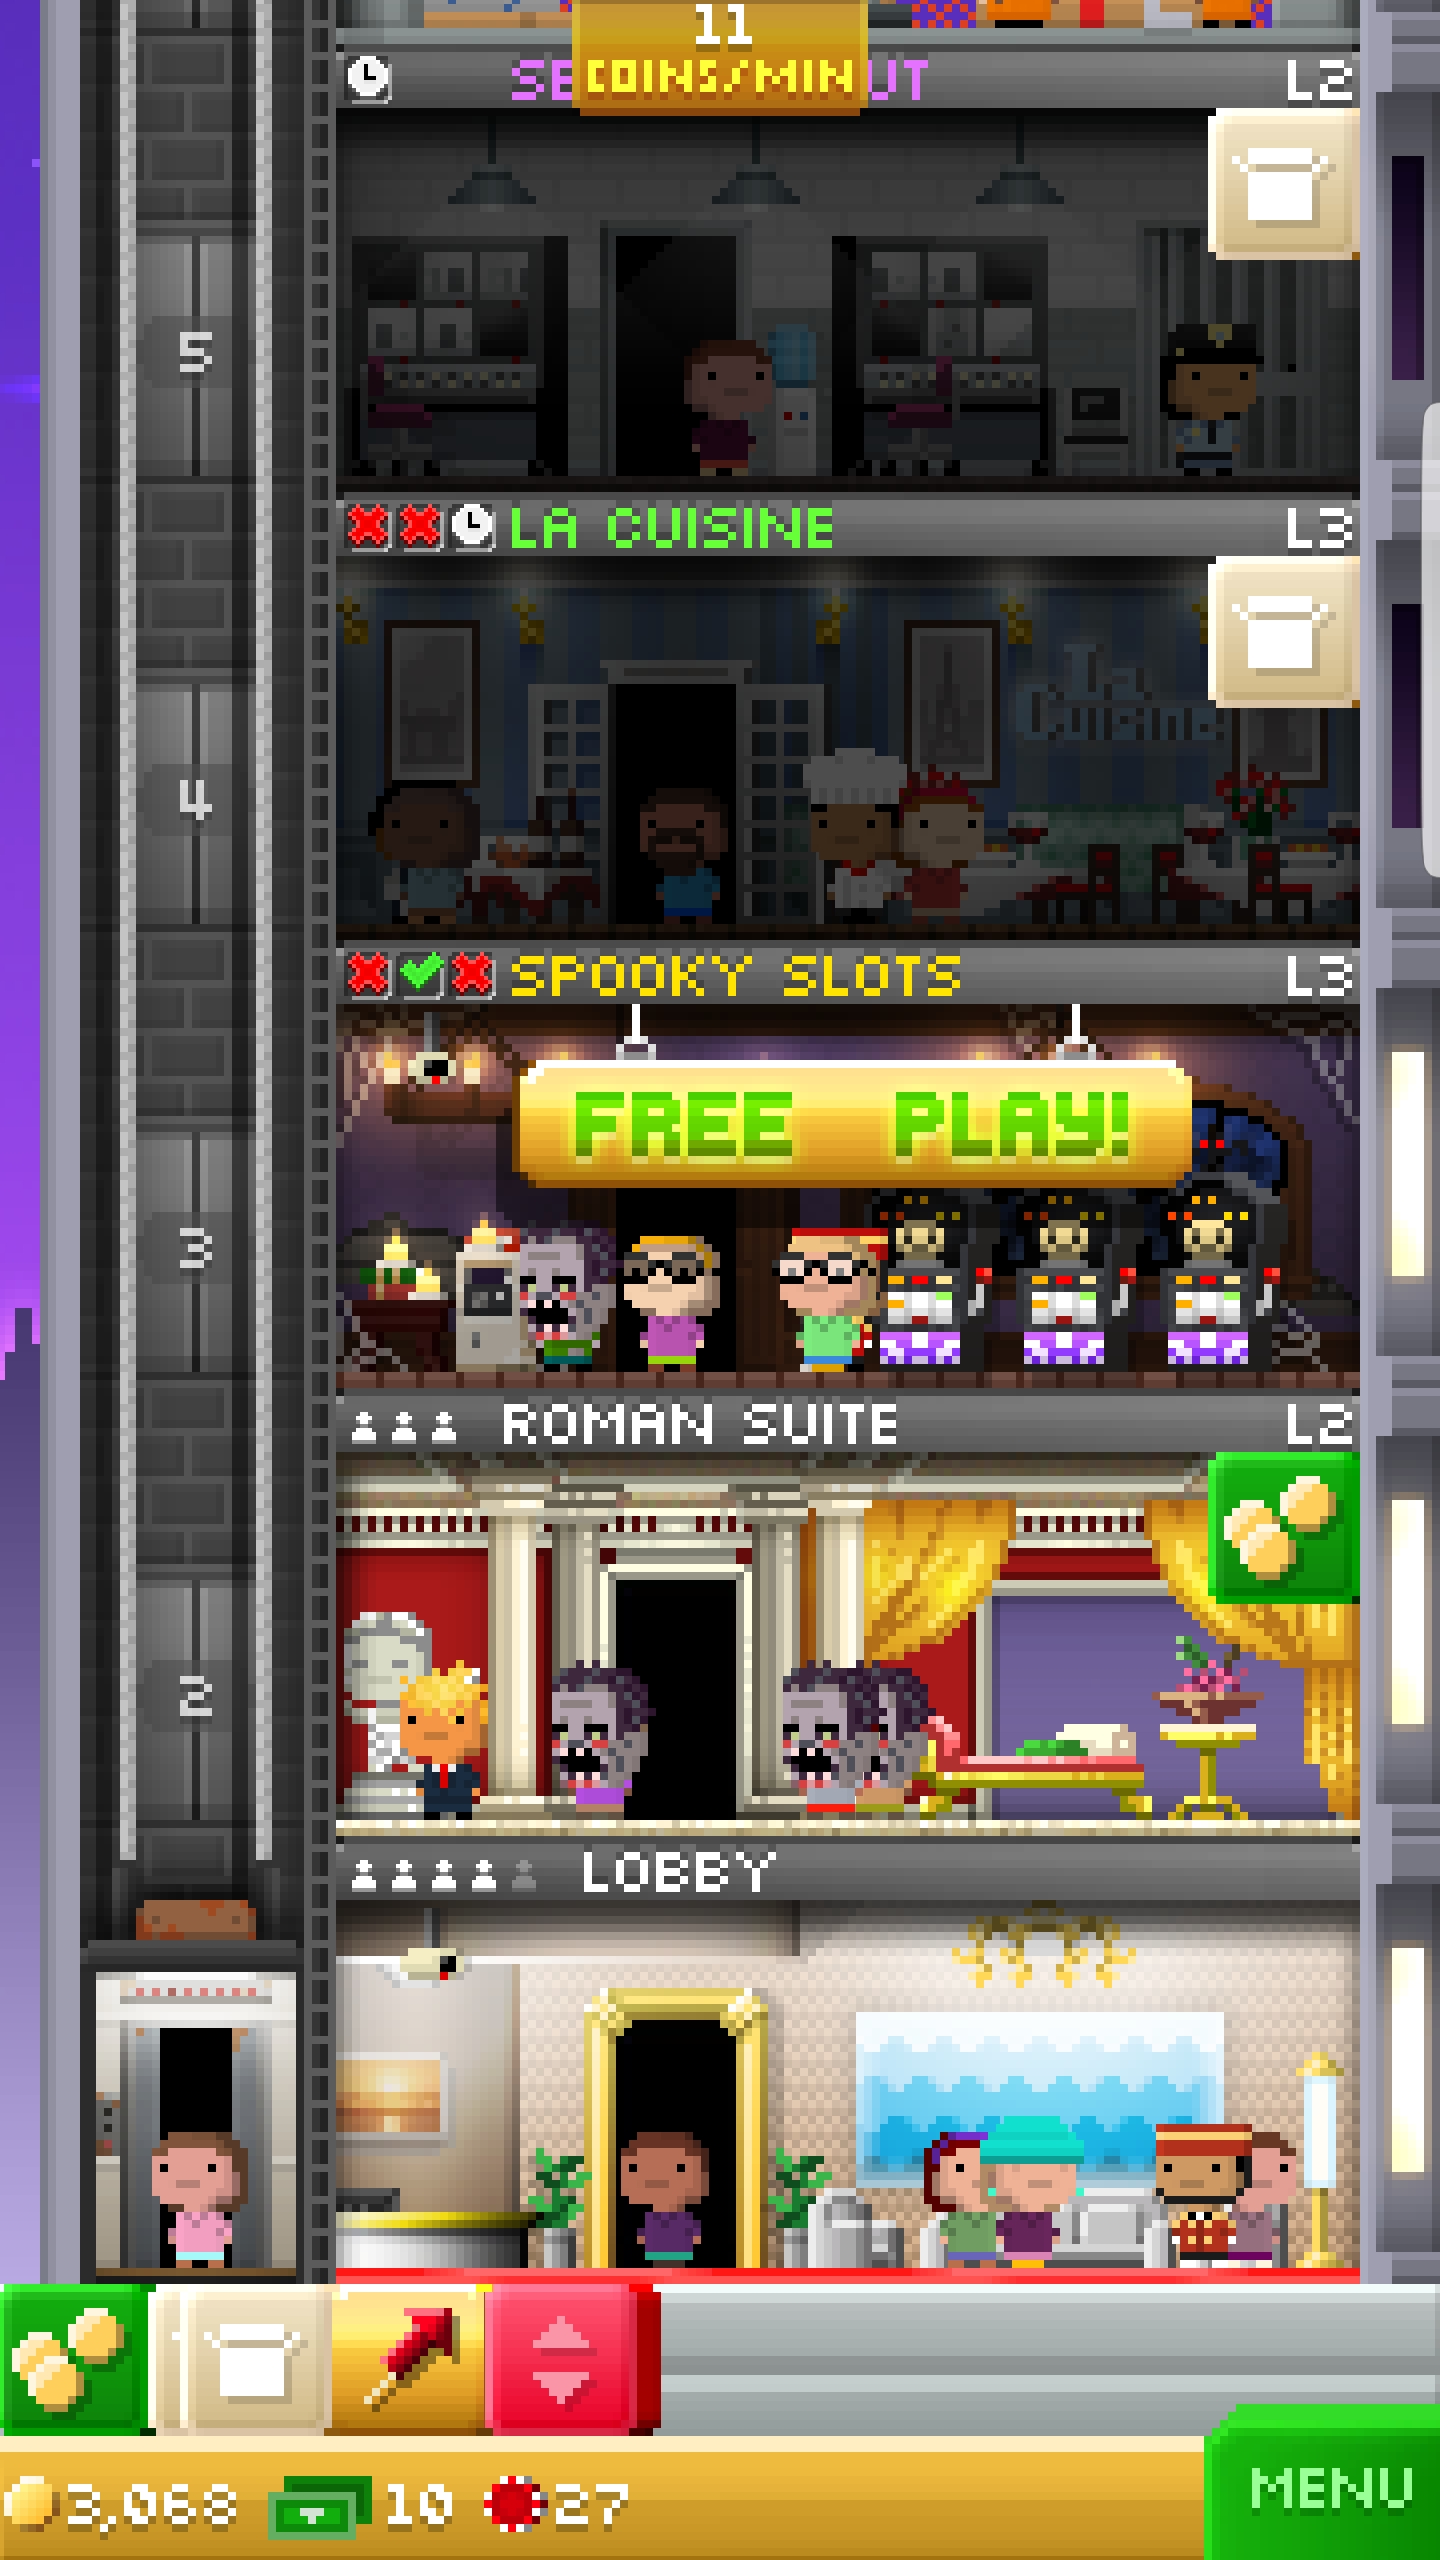 11
COINS/MIN
SE UT L2
5
LA CUISINE L3
La
Cuisine
4
SPOOKY SLOTS L3
FREE PLAY!
3
ROMAN SUITE L2
2
LOBBY
3,068 10 27
MENU